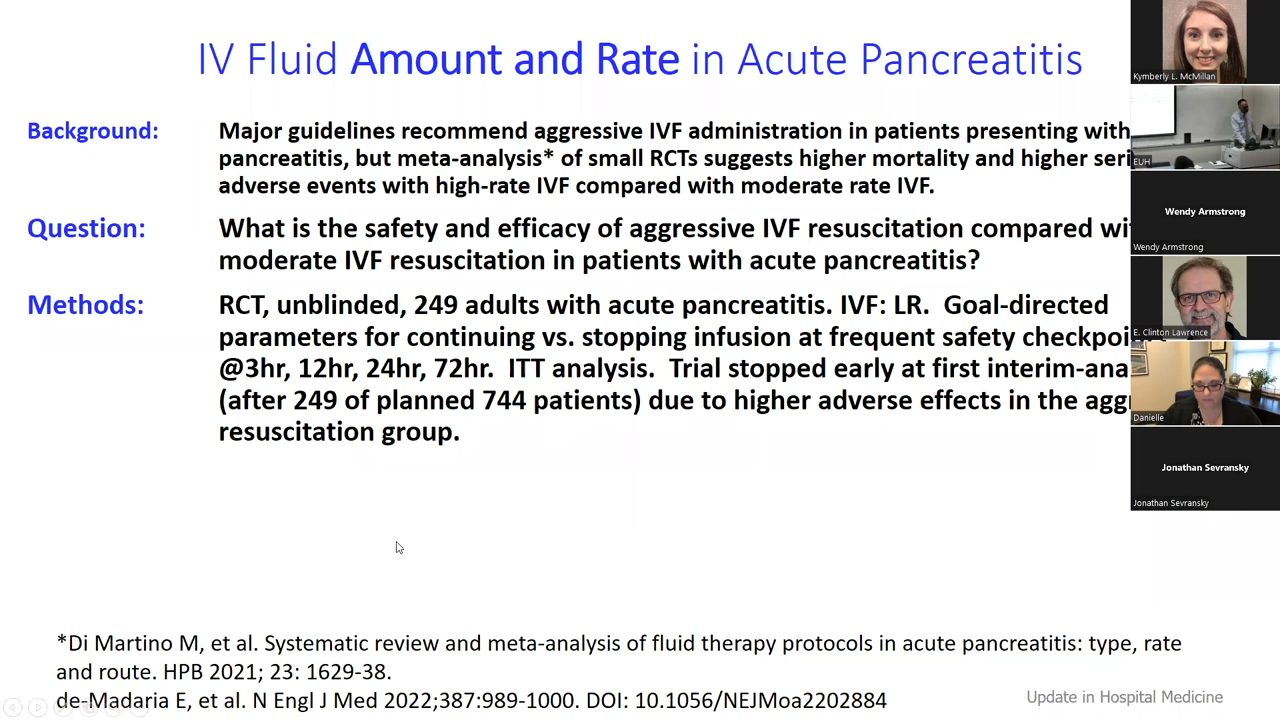 IV Fluid Amount and Rate in Acute Pancreatitis
Background:
Major guidelines recommend aggressive IVF administration in patients presenting with
pancreatitis, but meta-analysis* of small RCTs suggests higher mortality and higher seri
adverse events with high-rate IVF compared with moderate rate IVF.
Question:
What is the safety and efficacy of aggressive IVF resuscitation compared wi
moderate IVF resuscitation in patients with acute pancreatitis?
Methods:
RCT, unblinded, 249 adults with acute pancreatitis. IVF: LR. Goal-directed
parameters for continuing vs. stopping infusion at frequent safety checkpoi
@3hr, 12hr, 24hr, 72hr. ITT analysis. Trial stopped early at first interim-ana
(after 249 of planned 744 patients) due to higher adverse effects in the agg
resuscitation group.
*Di Martino M, et al. Systematic review and meta-analysis of fluid therapy protocols in acute pancreatitis: type, rate
and route. HPB 2021; 23: 1629-38.
de-Madaria E, et al. N Engl J Med 2022;387:989-1000. DOI: 10.1056/NEJMoa2202884
Update in Hospital Medicine
Kymberly L. McMillan
EUH
Wendy Armstrong
Wendy Armstrong
E. Clinton Lawrence
Danielle
Jonathan Sevransky
Jonathan Sevransky